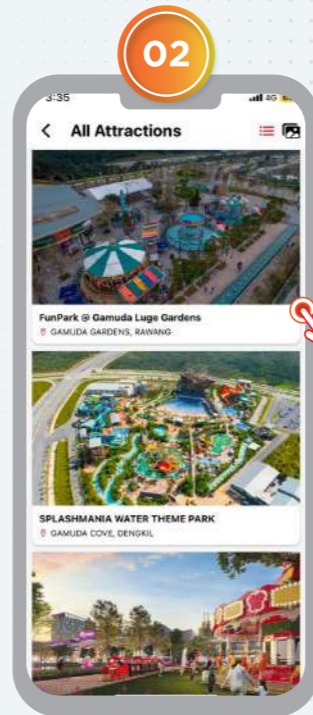 02
3:35
4G
All Attractions
FunPark @ Gamuda Luge Gardens
GAMUDA GARDENS, RAWANG
SPLASHMANIA WATER THEME PARK
GAMUDA COVE, DENGKIL